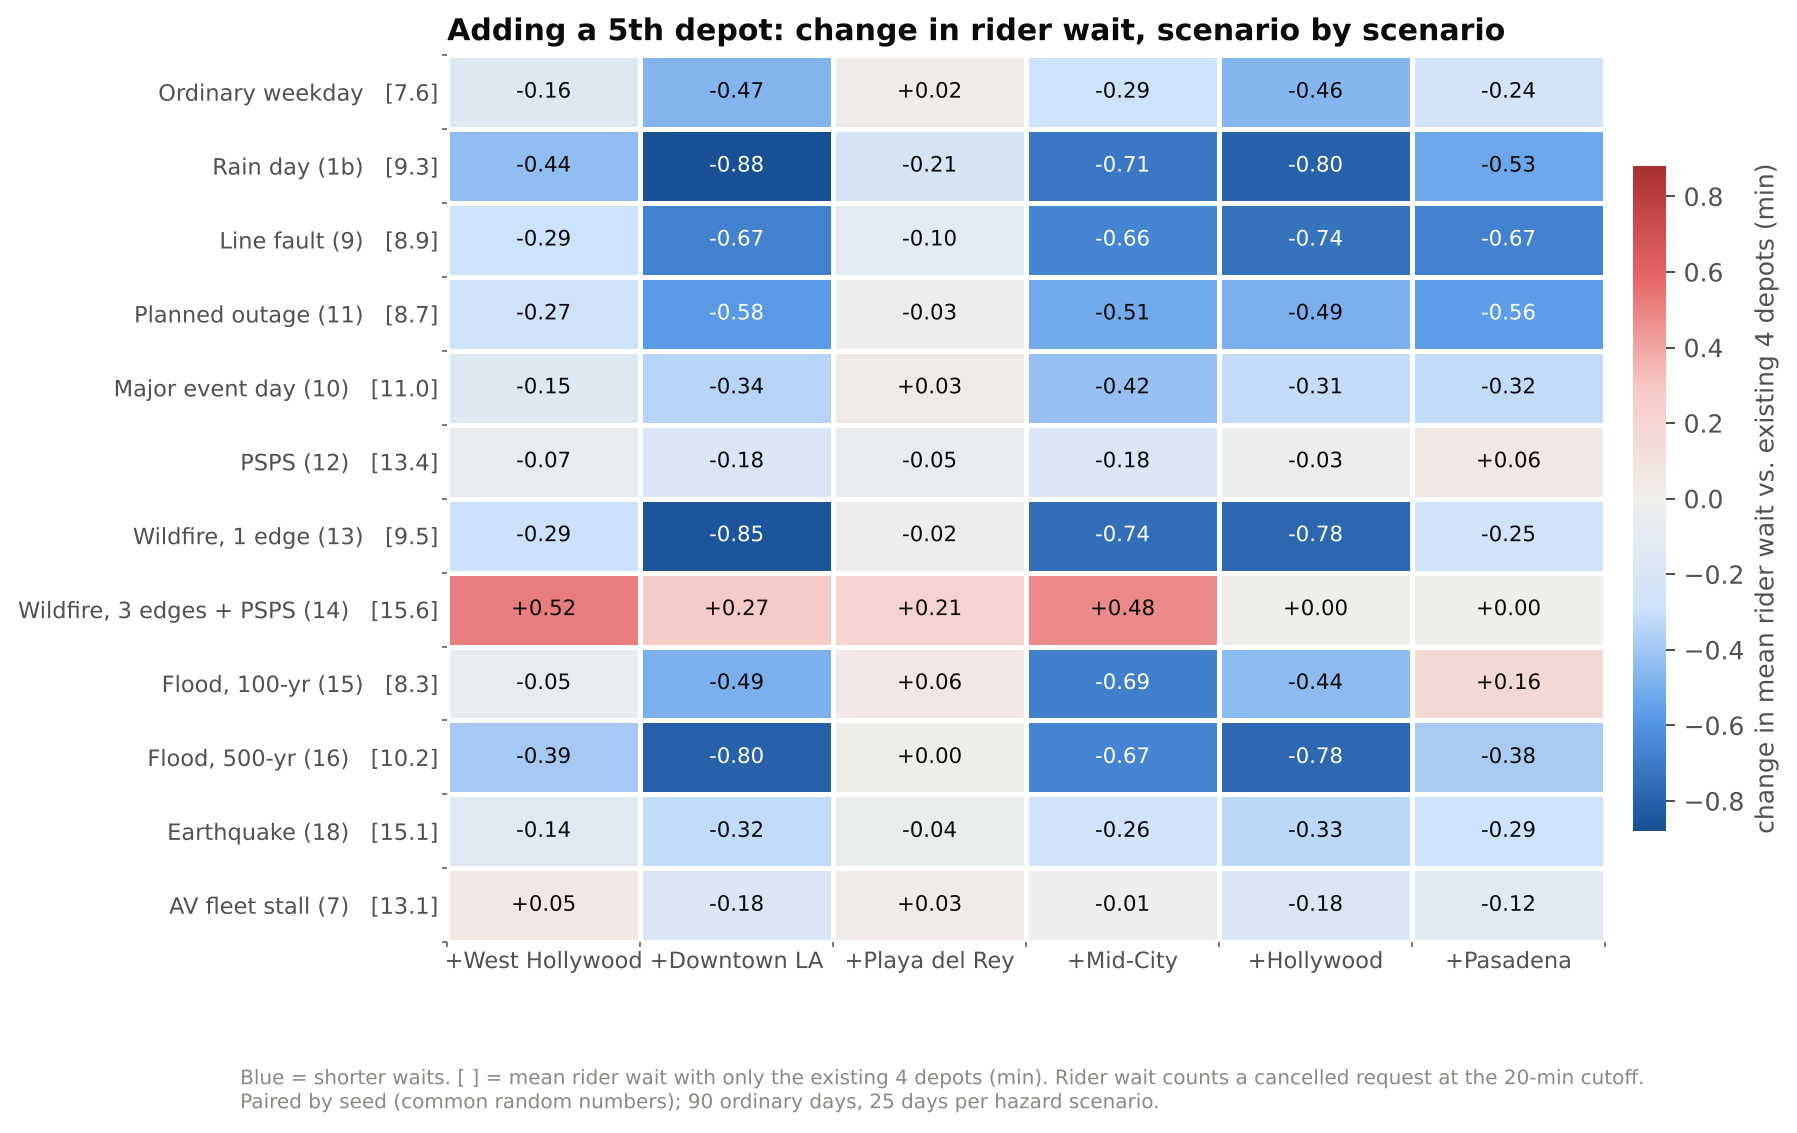 Adding a 5th depot: change in rider wait, scenario by scenario
Ordinary weekday [7.6] -0.16 -0.47 +0.02 -0.29 -0.46 -0.24
Rain day (1b) [9.3] -0.44 -0.88 -0.21 -0.71 -0.80 -0.53
Line fault (9) [8.9] -0.29 -0.67 -0.10 -0.66 -0.74 -0.67
Planned outage (11) [8.7] -0.27 -0.58 -0.03 -0.51 -0.49 -0.56
Major event day (10) [11.0] -0.15 -0.34 +0.03 -0.42 -0.31 -0.32
PSPS (12) [13.4] -0.07 -0.18 -0.05 -0.18 -0.03 +0.06
Wildfire, 1 edge (13) [9.5] -0.29 -0.85 -0.02 -0.74 -0.78 -0.25
Wildfire, 3 edges + PSPS (14) [15.6] +0.52 +0.27 +0.21 +0.48 +0.00 +0.00
Flood, 100-yr (15) [8.3] -0.05 -0.49 +0.06 -0.69 -0.44 +0.16
Flood, 500-yr (16) [10.2] -0.39 -0.80 +0.00 -0.67 -0.78 -0.38
Earthquake (18) [15.1] -0.14 -0.32 -0.04 -0.26 -0.33 -0.29
AV fleet stall (7) [13.1] +0.05 -0.18 +0.03 -0.01 -0.18 -0.12
+West Hollywood +Downtown LA +Playa del Rey +Mid-City +Hollywood +Pasadena
0.8
0.6
0.4
0.2
0.0
−0.2
−0.4
−0.6
−0.8
change in mean rider wait vs. existing 4 depots (min)
Blue = shorter waits. [ ] = mean rider wait with only the existing 4 depots (min). Rider wait counts a cancelled request at the 20-min cutoff.
Paired by seed (common random numbers); 90 ordinary days, 25 days per hazard scenario.